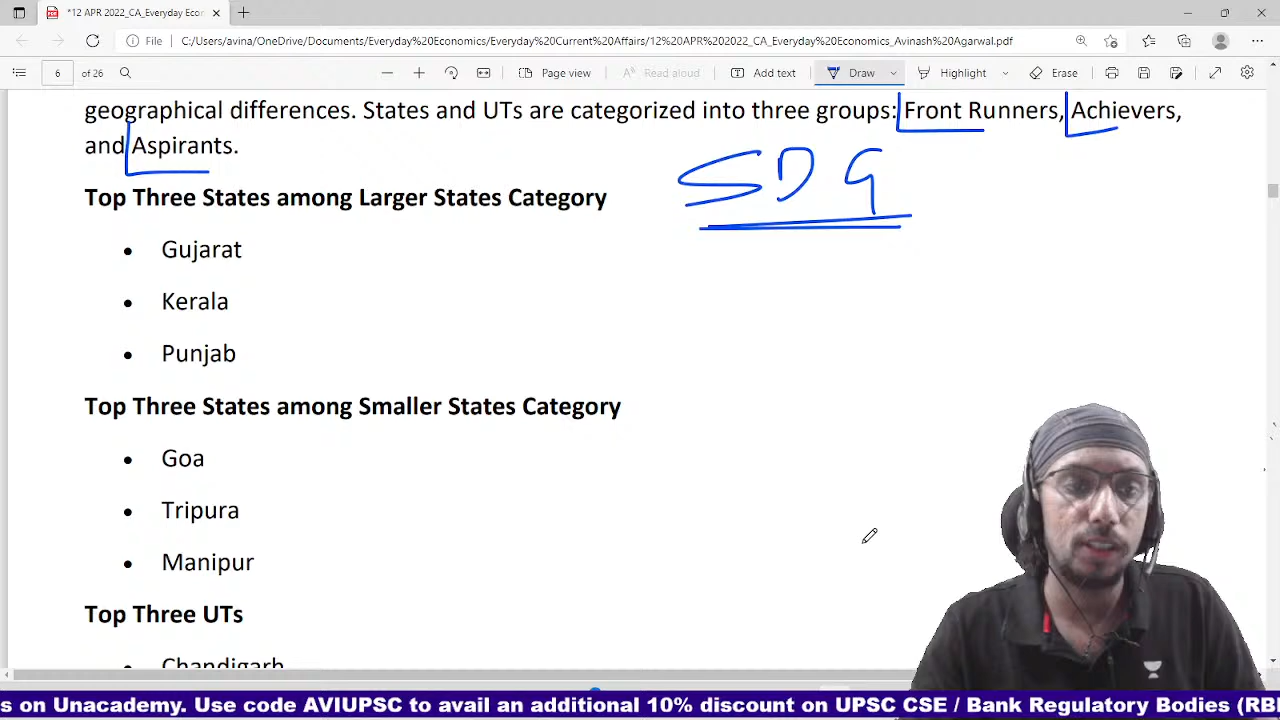 *12 APR 2022_CA_Everyday Econo
File C:/Users/avina/OneDrive/Documents/Everyday%20Economics/Everyday%20Current%20Affairs/12%20APR%202022_CA_Everyday%20Economics_Avinash%20Agarwal.pdf
6 of 26 Page view Read aloud Add text Draw Highlight Erase
geographical differences. States and UTs are categorized into three groups: Front Runners, Achievers,
and Aspirants.
SDG
Top Three States among Larger States Category
• Gujarat
• Kerala
• Punjab
Top Three States among Smaller States Category
• Goa
• Tripura
• Manipur
Top Three UTs
• Chandigarh
s on Unacademy. Use code AVIUPSC to avail an additional 10% discount on UPSC CSE / Bank Regulatory Bodies (RB